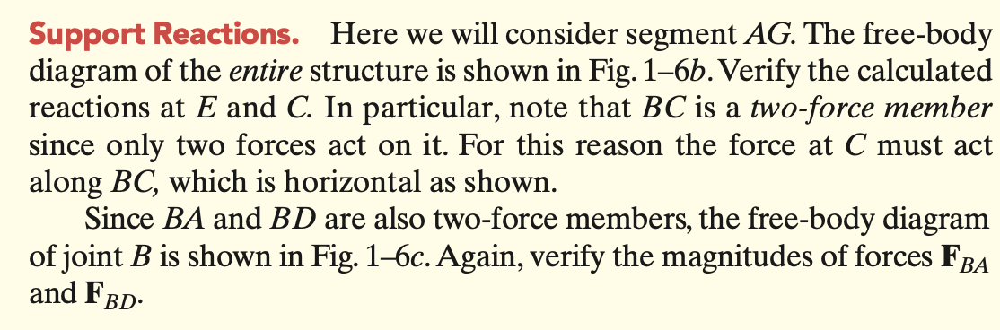 Support Reactions. Here we will consider segment AG. The free-body
diagram of the entire structure is shown in Fig. 1–6b. Verify the calculated
reactions at E and C. In particular, note that BC is a two-force member
since only two forces act on it. For this reason the force at C must act
along BC, which is horizontal as shown.
Since BA and BD are also two-force members, the free-body diagram
of joint B is shown in Fig. 1–6c. Again, verify the magnitudes of forces F_BA
and F_BD.